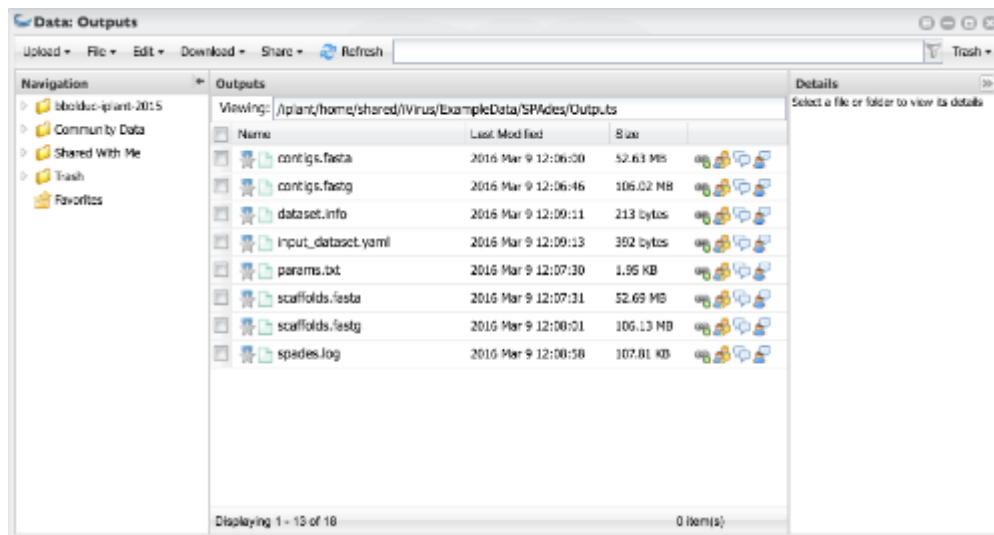 Data: Outputs
Upload File Edit Download Share Refresh Trash
Navigation Outputs Details
bbolduc-iplant-2015 Viewing: /iplant/home/shared/iVirus/ExampleData/SPAdes/Outputs Select a file or folder to view its details
Community Data Name Last Modified Size
Shared With Me contigs.fasta 2016 Mar 9 12:06:00 52.63 MB
Trash contigs.fastg 2016 Mar 9 12:06:46 106.02 MB
Favorites dataset.info 2016 Mar 9 12:09:11 213 bytes
input_dataset.yaml 2016 Mar 9 12:09:13 392 bytes
params.txt 2016 Mar 9 12:07:30 1.95 KB
scaffolds.fasta 2016 Mar 9 12:07:31 52.69 MB
scaffolds.fastg 2016 Mar 9 12:08:01 106.13 MB
spades.log 2016 Mar 9 12:08:58 107.81 KB
Displaying 1 - 13 of 18 0 item(s)